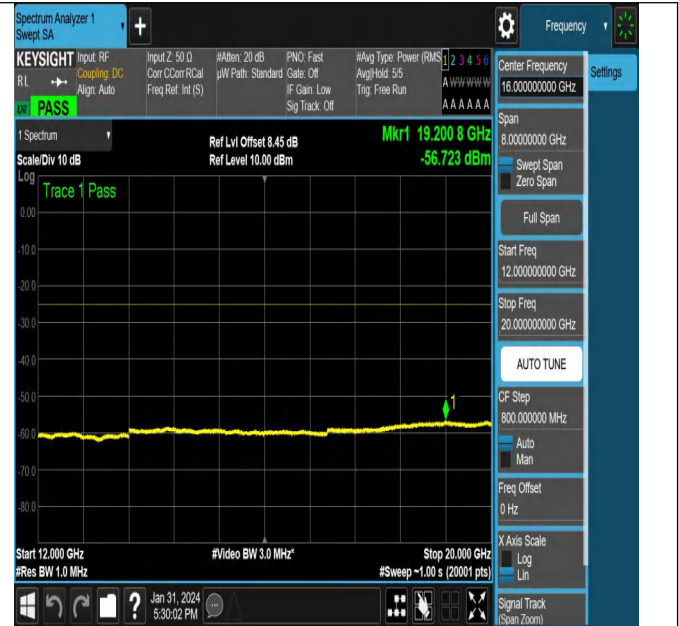 Spectrum Analyzer 1
Swept SA
+
Frequency
KEYSIGHT
RL
LXI PASS
Input: RF
Coupling: DC
Align: Auto
Input Z: 50 Ω
Corr CCorr RCal
Freq Ref: Int (S)
#Atten: 20 dB
µW Path: Standard
PNO: Fast
Gate: Off
IF Gain: Low
Sig Track: Off
#Avg Type: Power (RMS
Avg|Hold: 5/5
Trig: Free Run
1 2 3 4 5 6
A W W W W W
A A A A A A
1 Spectrum
Scale/Div 10 dB
Ref Lvl Offset 8.45 dB
Ref Level 10.00 dBm
Mkr1 19.200 8 GHz
-56.723 dBm
Log
Trace 1 Pass
0.00
-10.0
-20.0
-30.0
-40.0
-50.0
-60.0
-70.0
-80.0
1
Start 12.000 GHz
#Res BW 1.0 MHz
#Video BW 3.0 MHz*
Stop 20.000 GHz
#Sweep ~1.00 s (20001 pts)
Jan 31, 2024
5:30:02 PM
?
Center Frequency
16.000000000 GHz
Settings
Span
8.00000000 GHz
Swept Span
Zero Span
Full Span
Start Freq
12.000000000 GHz
Stop Freq
20.000000000 GHz
AUTO TUNE
CF Step
800.000000 MHz
Auto
Man
Freq Offset
0 Hz
X Axis Scale
Log
Lin
Signal Track
(Span Zoom)